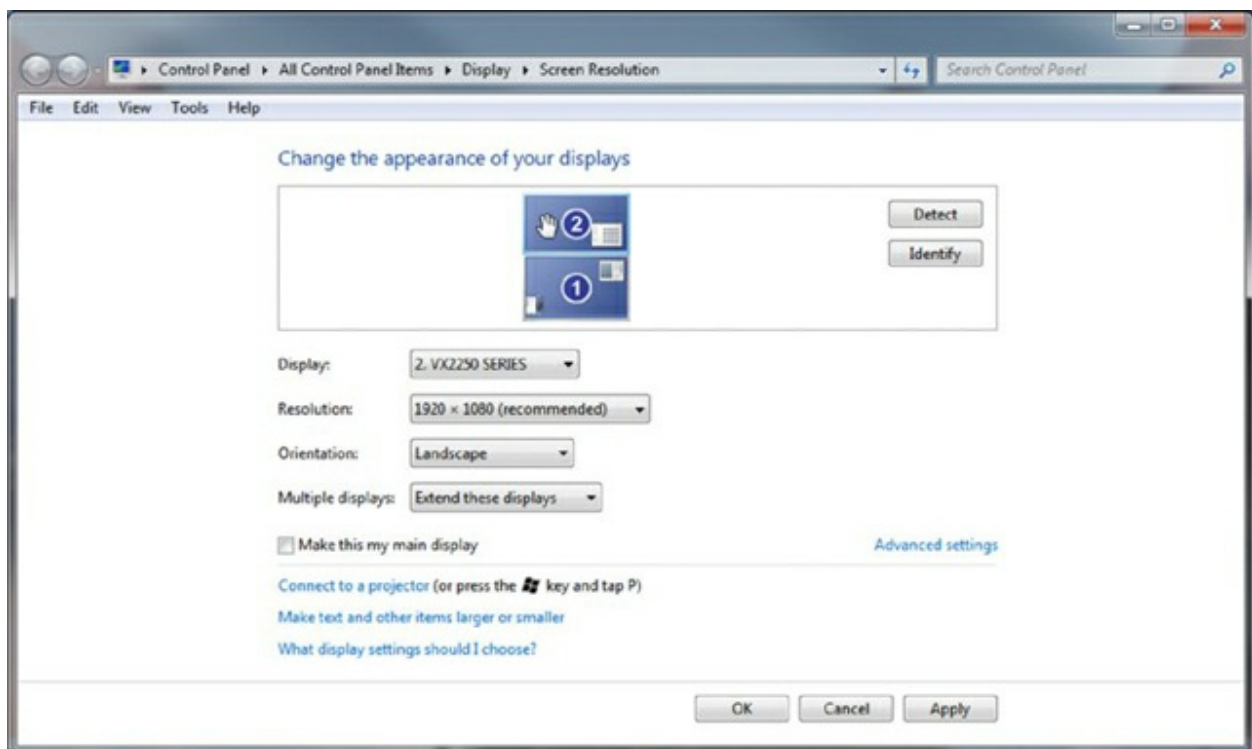 Control Panel All Control Panel Items Display Screen Resolution Search Control Panel
File Edit View Tools Help
Change the appearance of your displays
2
1
Detect
Identify
Display: 2. VX2250 SERIES
Resolution: 1920 × 1080 (recommended)
Orientation: Landscape
Multiple displays: Extend these displays
Make this my main display Advanced settings
Connect to a projector (or press the key and tap P)
Make text and other items larger or smaller
What display settings should I choose?
OK Cancel Apply